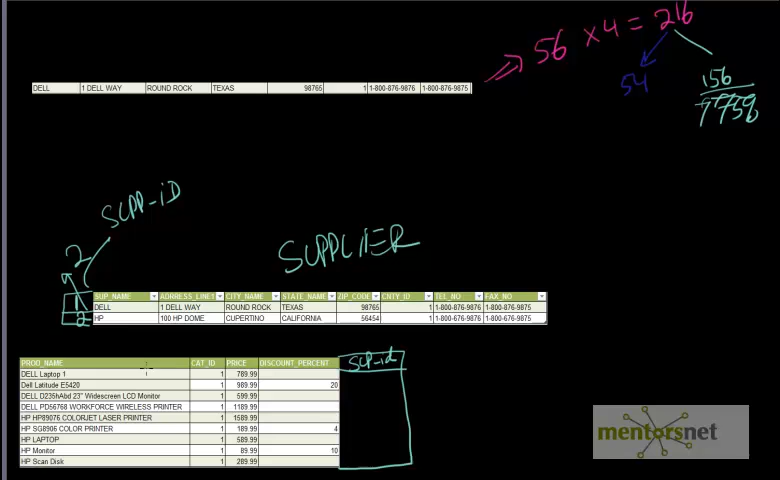 56 x 4 = 216
54
156
DELL 1 DELL WAY ROUND ROCK TEXAS 98765 1 1-800-876-9876 1-800-876-9875
SUPP-iD
SUPPLIER
2
SUP_NAME ADRRESS_LINE1 CITY_NAME STATE_NAME ZIP_CODE CNTY_ID TEL_NO FAX_NO
1 DELL 1 DELL WAY ROUND ROCK TEXAS 98765 1 1-800-876-9876 1-800-876-9875
2 HP 100 HP DOME CUPERTINO CALIFORNIA 56454 1 1-800-676-9876 1-800-676-9875
PROD_NAME CAT_ID PRICE DISCOUNT_PERCENT SUP-id
DELL Laptop 1 1 789.99
Dell Latitude E5420 1 989.99 20
DELL D235hAbd 23" Widescreen LCD Monitor 1 599.99
DELL PD56768 WORKFORCE WIRELESS PRINTER 1 1189.99
HP HP89076 COLORJET LASER PRINTER 1 1589.99
HP SG8906 COLOR PRINTER 1 189.99 4
HP LAPTOP 1 589.99
HP Monitor 1 89.99 10
HP Scan Disk 1 289.99
mentorsnet